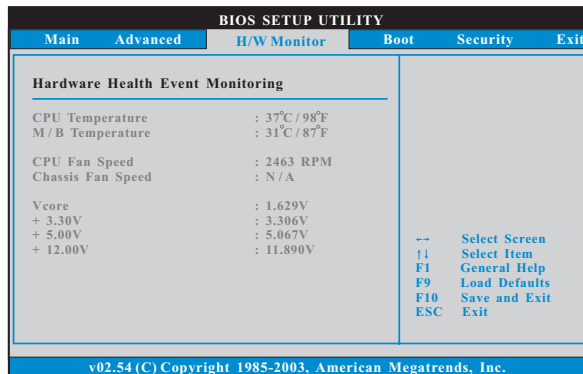 BIOS SETUP UTILITY
Main Advanced H/W Monitor Boot Security Exit
Hardware Health Event Monitoring
CPU Temperature : 37°C / 98°F
M / B Temperature : 31°C / 87°F
CPU Fan Speed : 2463 RPM
Chassis Fan Speed : N / A
Vcore : 1.629V
+ 3.30V : 3.306V
+ 5.00V : 5.067V
+ 12.00V : 11.890V
←→ Select Screen
↑↓ Select Item
F1 General Help
F9 Load Defaults
F10 Save and Exit
ESC Exit
v02.54 (C) Copyright 1985-2003, American Megatrends, Inc.